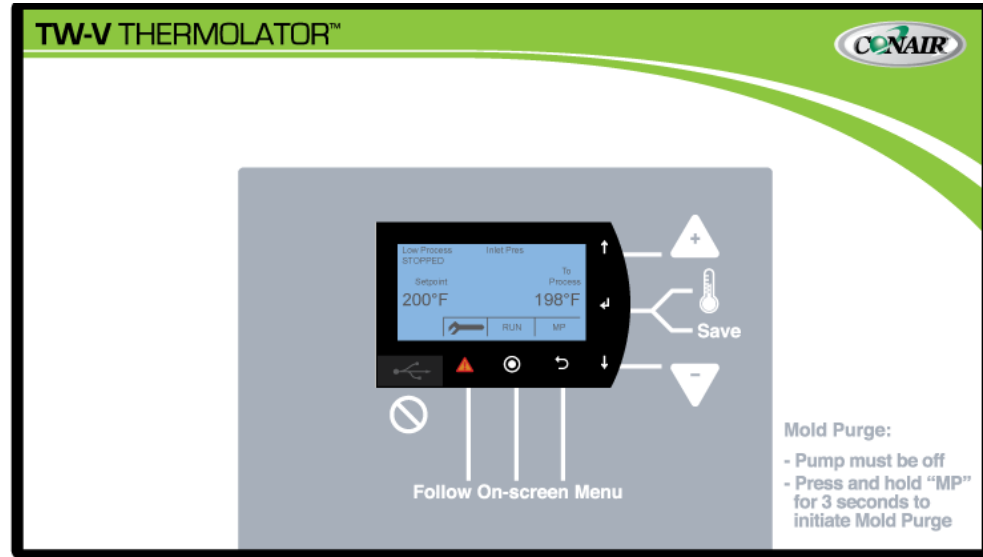 TW-V THERMOLATOR™
CONAIR
Low Process Inlet Pres.
STOPPED
To
Setpoint Process
200°F 198°F
RUN MP
+
Save
−
Follow On-screen Menu
Mold Purge:
- Pump must be off
- Press and hold “MP”
for 3 seconds to
initiate Mold Purge